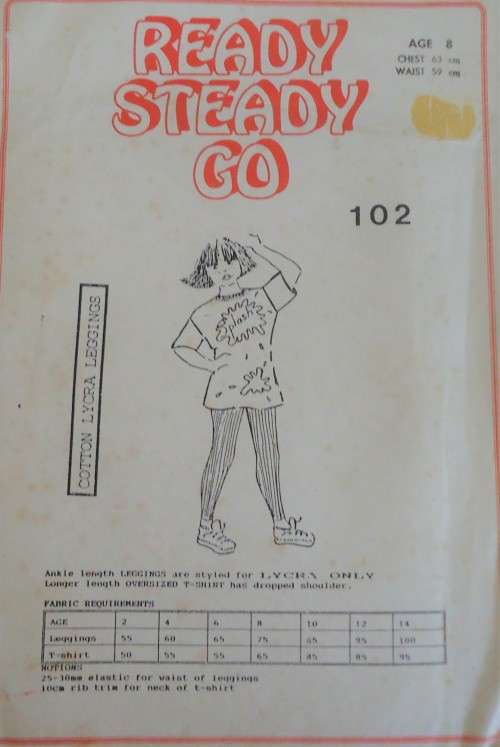 READY
STEADY
GO
AGE 8
CHEST 63 cm
WAIST 59 cm
102
COTTON LYCRA LEGGINGS
Splash
Ankle length LEGGINGS are styled for LYCRA ONLY
Longer length OVERSIZED T-SHIRT has dropped shoulder.
FABRIC REQUIREMENTS
AGE 2 4 6 8 10 12 14
Leggings 55 60 65 75 85 95 100
T-shirt 50 55 55 65 85 85 95
NOTIONS
25-30mm elastic for waist of leggings
10cm rib trim for neck of t-shirt